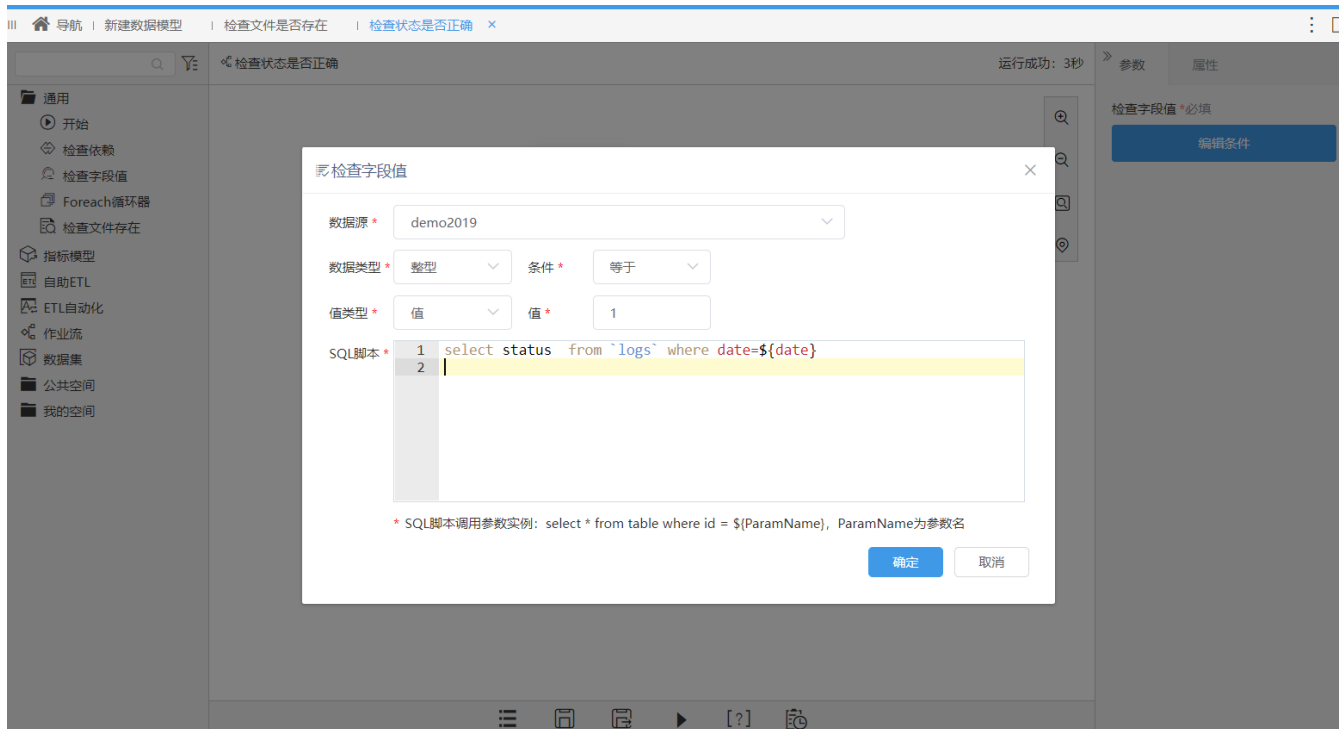 导航 新建数据模型 检查文件是否存在 检查状态是否正确 ×
检查状态是否正确 运行成功：3秒 参数 属性
通用
开始
检查依赖
检查字段值
Foreach循环器
检查文件存在
指标模型
自助ETL
ETL自动化
作业流
数据集
公共空间
我的空间
检查字段值 *必填
编辑条件
检查字段值
数据源 * demo2019
数据类型 * 整型 条件 * 等于
值类型 * 值 值 * 1
SQL脚本 * 1 select status  from `logs` where date=${date}
2
* SQL脚本调用参数实例：select * from table where id = ${ParamName}，ParamName为参数名
确定 取消
[?]